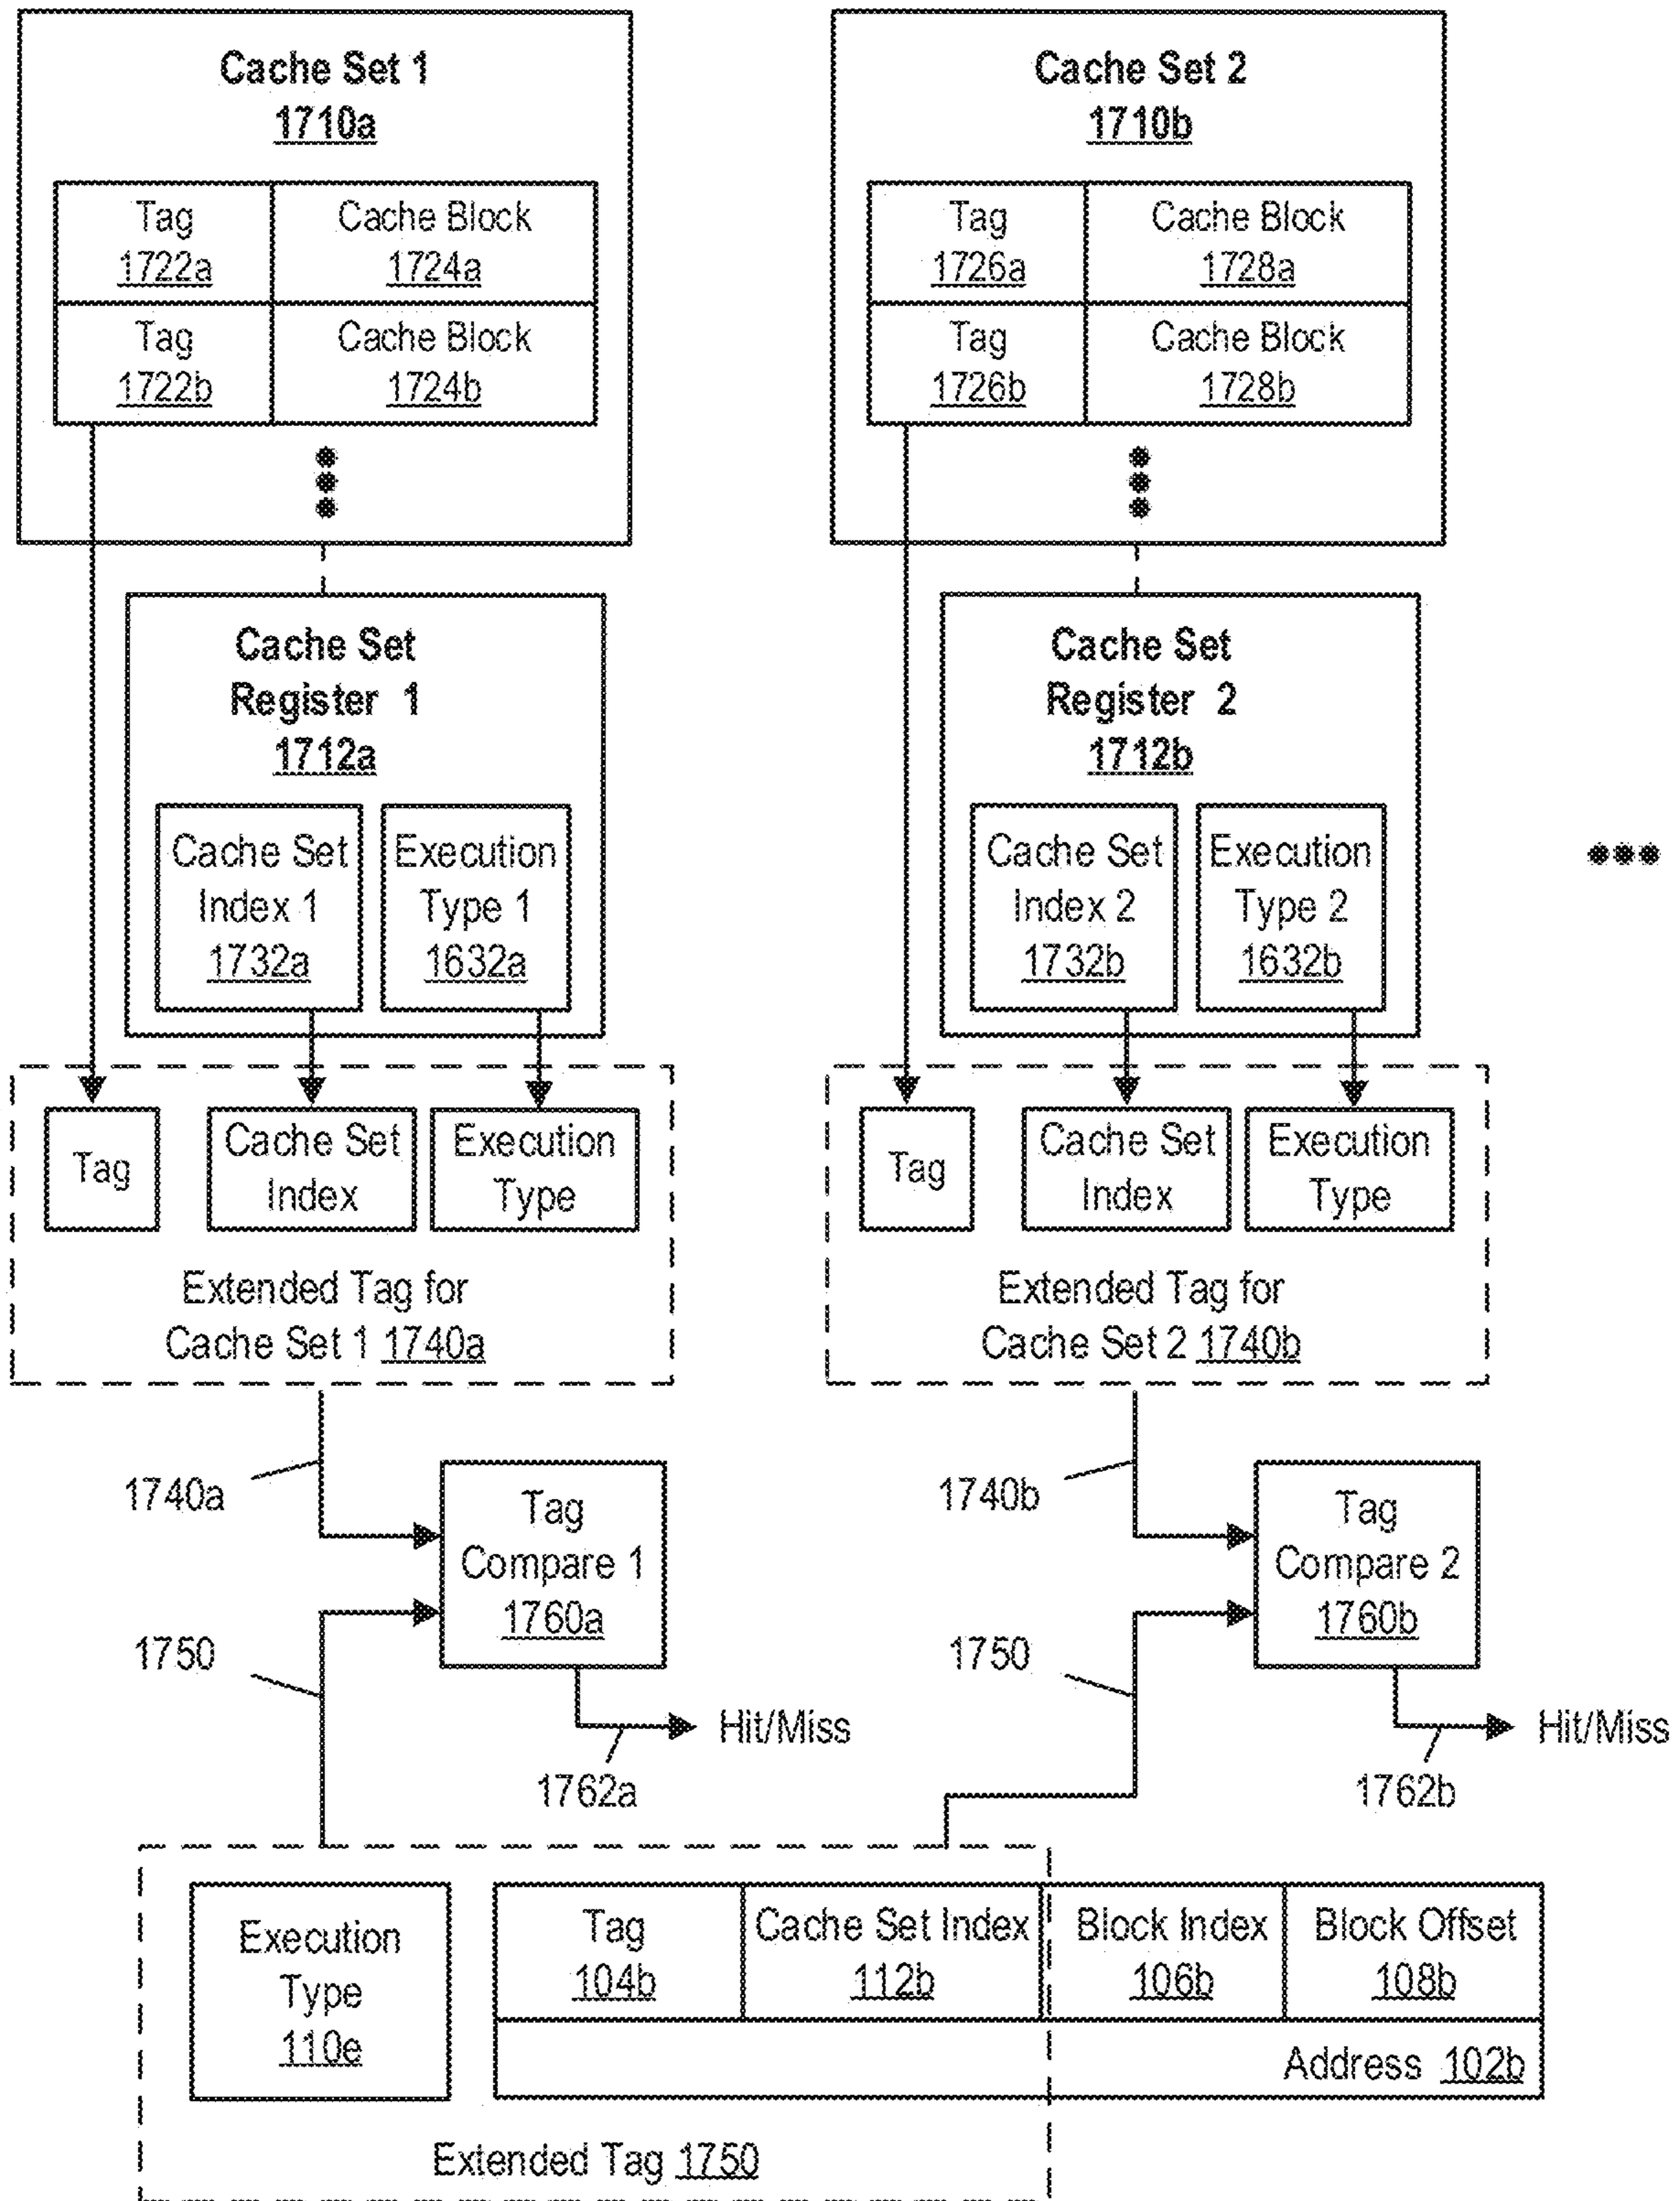 Cache Set 1
1710a
Tag
1722a
Cache Block
1724a
Tag
1722b
Cache Block
1724b
Cache Set
Register 1
1712a
Cache Set
Index 1
1732a
Execution
Type 1
1632a
Tag
Cache Set
Index
Execution
Type
Extended Tag for
Cache Set 1 1740a
1740a
Tag
Compare 1
1760a
1750
Hit/Miss
1762a
Cache Set 2
1710b
Tag
1726a
Cache Block
1728a
Tag
1726b
Cache Block
1728b
Cache Set
Register 2
1712b
Cache Set
Index 2
1732b
Execution
Type 2
1632b
Tag
Cache Set
Index
Execution
Type
Extended Tag for
Cache Set 2 1740b
1740b
Tag
Compare 2
1760b
1750
Hit/Miss
1762b
Execution
Type
110e
Tag
104b
Cache Set Index
112b
Block Index
106b
Block Offset
108b
Address 102b
Extended Tag 1750